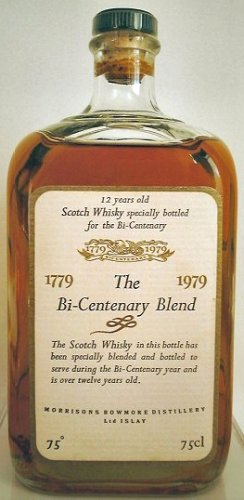 12 years old
Scotch Whisky specially bottled
for the Bi-Centenary
1779 1979
BI-CENTENARY
1779 The 1979
Bi-Centenary Blend
The Scotch Whisky in this bottle has
been specially blended and bottled to
serve during the Bi-Centenary year and
is over twelve years old.
MORRISONS BOWMORE DISTILLERY
Ltd ISLAY
75° 75cl